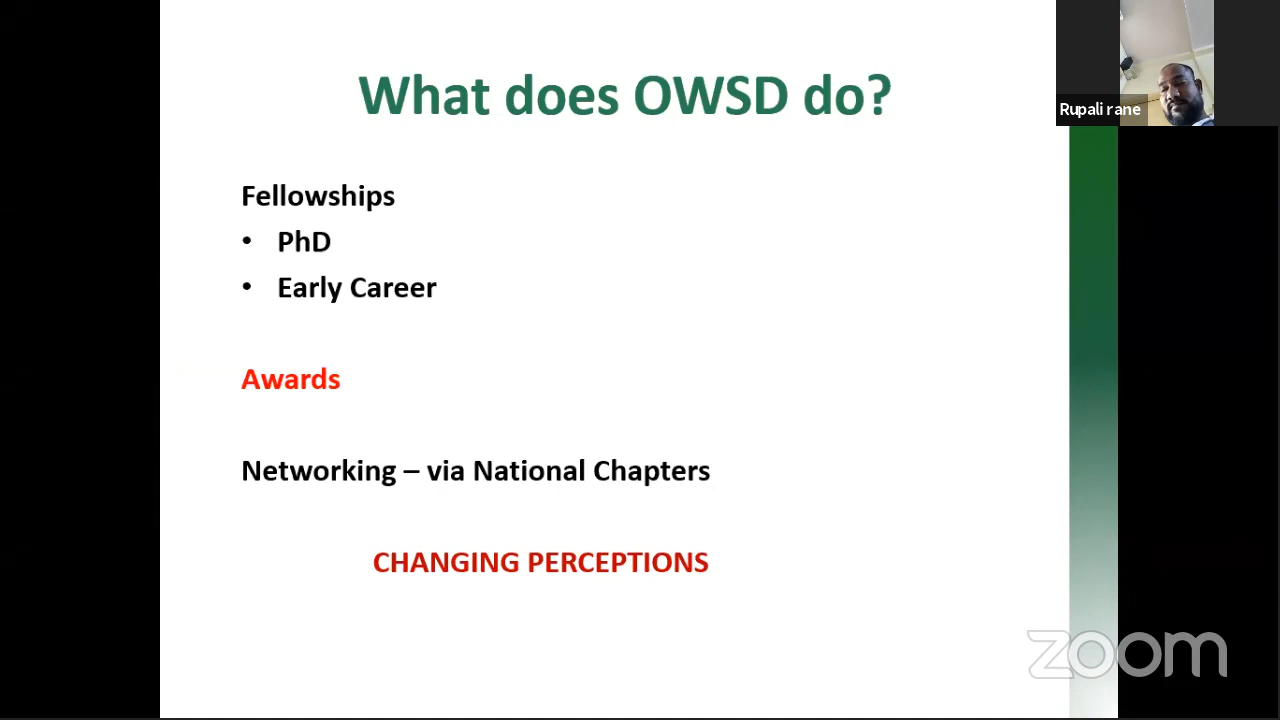 What does OWSD do?
Rupali rane
Fellowships
• PhD
• Early Career
Awards
Networking – via National Chapters
CHANGING PERCEPTIONS
zoom